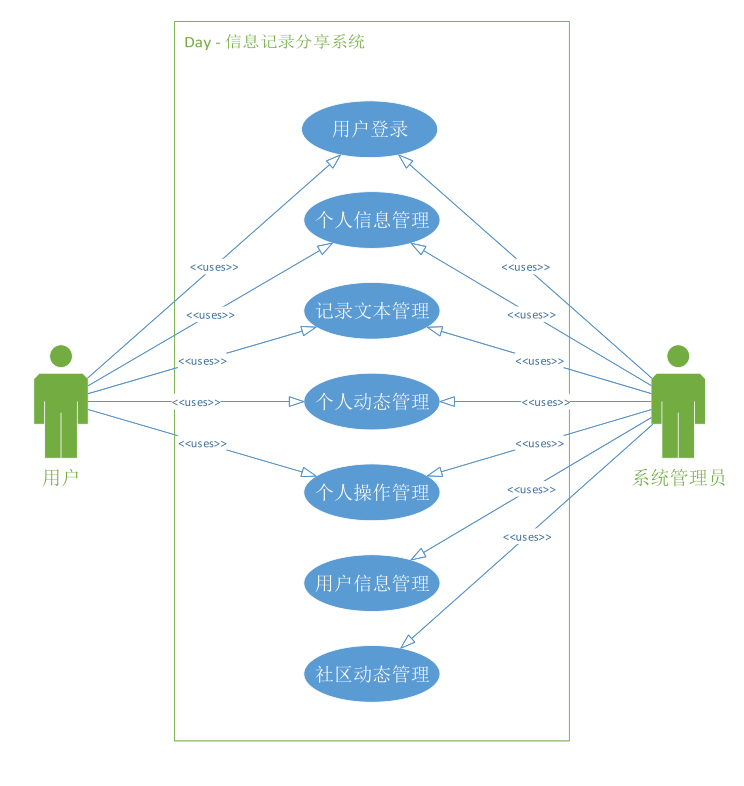 Day - 信息记录分享系统
用户登录
个人信息管理
<<uses>>
<<uses>>
<<uses>>
<<uses>>
记录文本管理
<<uses>>
<<uses>>
个人动态管理
<<uses>>
<<uses>>
<<uses>>
<<uses>>
用户
系统管理员
个人操作管理
<<uses>>
<<uses>>
用户信息管理
社区动态管理